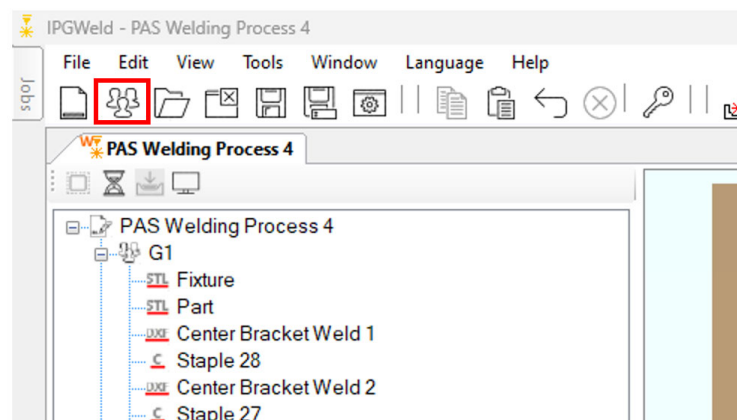 IPGWeld - PAS Welding Process 4
File Edit View Tools Window Language Help
Jobs
PAS Welding Process 4
PAS Welding Process 4
G1
STL Fixture
STL Part
DXF Center Bracket Weld 1
C Staple 28
DXF Center Bracket Weld 2
C Staple 27